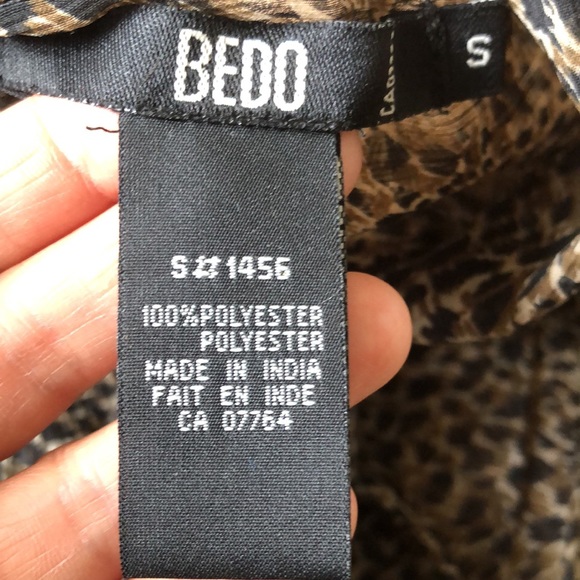 BEDO
S
S# 1456
100%POLYESTER
POLYESTER
MADE IN INDIA
FAIT EN INDE
CA 07764